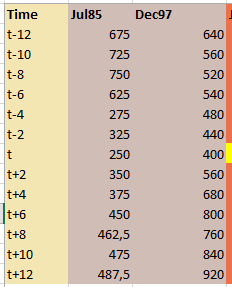 Time Jul85 Dec97
t-12 675 640
t-10 725 560
t-8 750 520
t-6 625 540
t-4 275 480
t-2 325 440
t 250 400
t+2 350 560
t+4 375 680
t+6 450 800
t+8 462,5 760
t+10 475 840
t+12 487,5 920